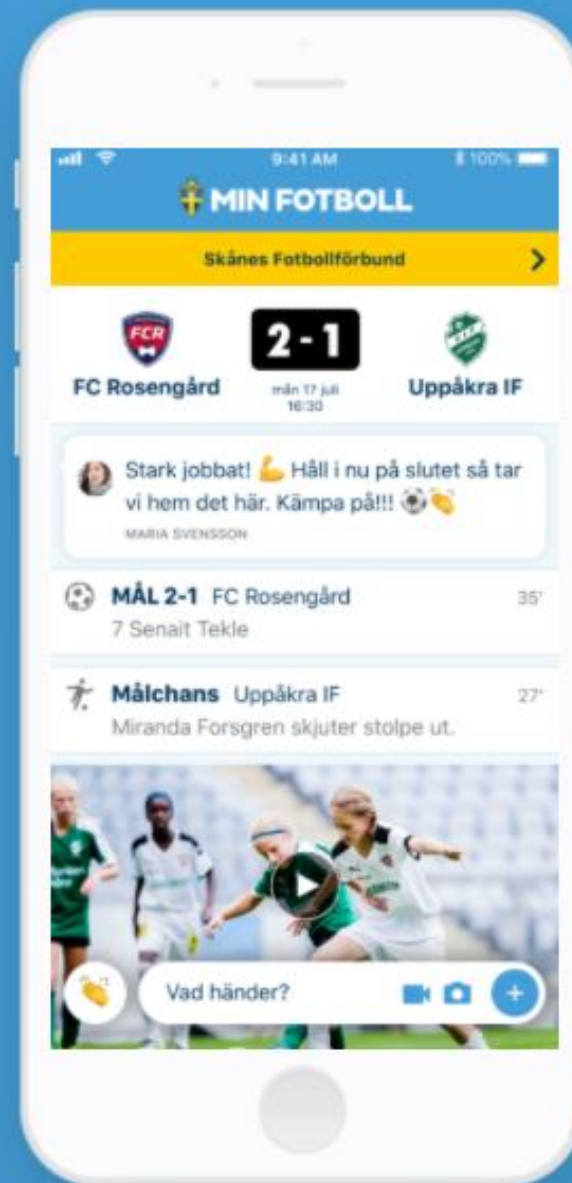 9:41 AM
100%
MIN FOTBOLL
Skånes Fotbollförbund
FCR
2 - 1
FC Rosengård
mån 17 juli
16:30
Uppåkra IF
Stark jobbat! 💪 Håll i nu på slutet så tar
vi hem det här. Kämpa på!!! ⚽👏
MARIA SVENSSON
MÅL 2-1 FC Rosengård 35'
7 Senait Tekle
Målchans Uppåkra IF 27'
Miranda Forsgren skjuter stolpe ut.
Vad händer?